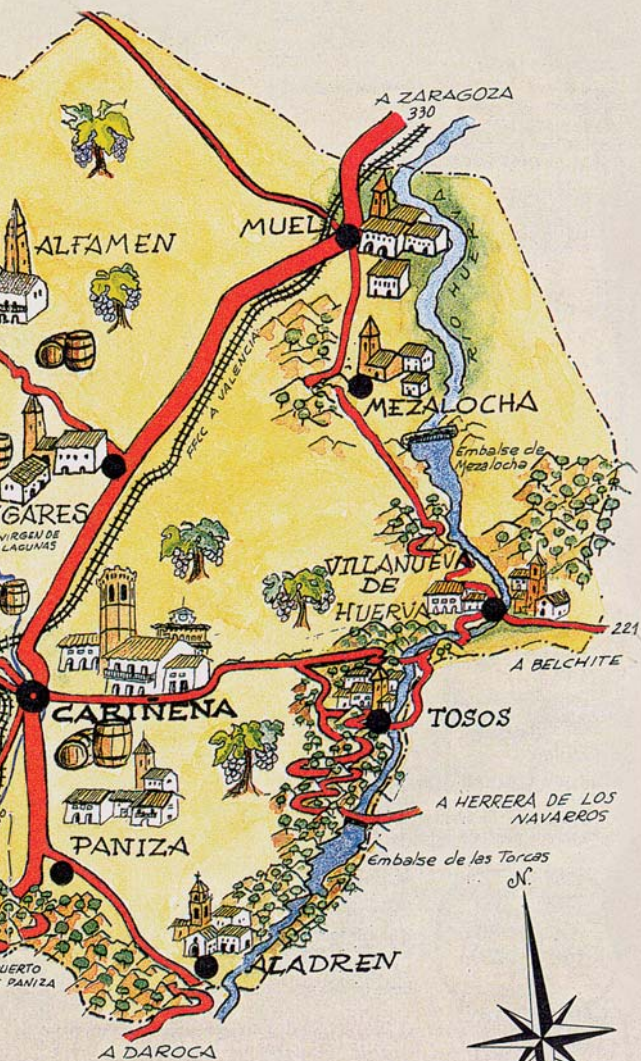 A ZARAGOZA
330
MUEL
ALFAMEN
RIO HUERVA
FFCC A VALENCIA
MEZALOCHA
Embalse de
Mezalocha
GARES
VIRGEN DE
LAGUNAS
VILLANUEVA
DE
HUERVA
221
A BELCHITE
CARIÑENA
TOSOS
A HERRERA DE LOS
NAVARROS
PANIZA
Embalse de las Torcas
N.
ALADREN
UERTO
PANIZA
A DAROCA